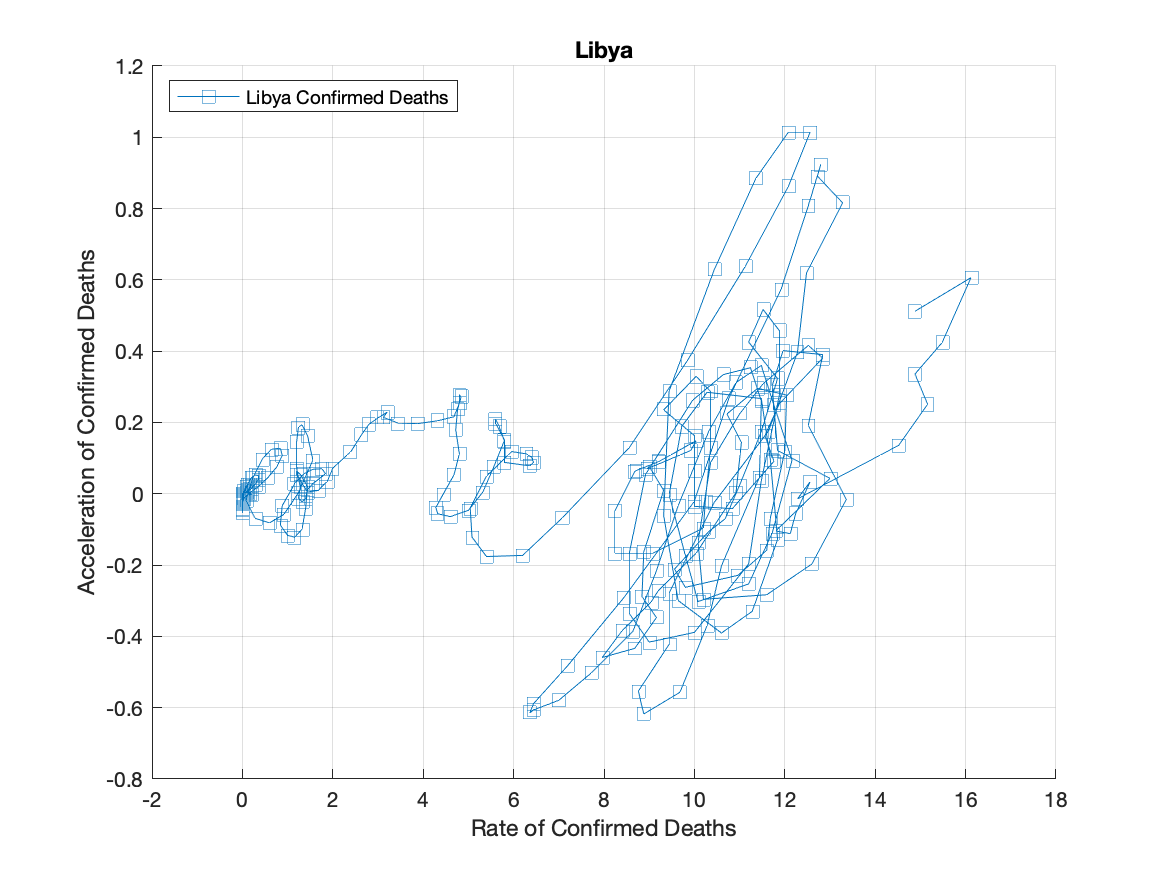 Libya
Libya Confirmed Deaths
1.2
1
0.8
0.6
0.4
0.2
0
-0.2
-0.4
-0.6
-0.8
Acceleration of Confirmed Deaths
-2 0 2 4 6 8 10 12 14 16 18
Rate of Confirmed Deaths